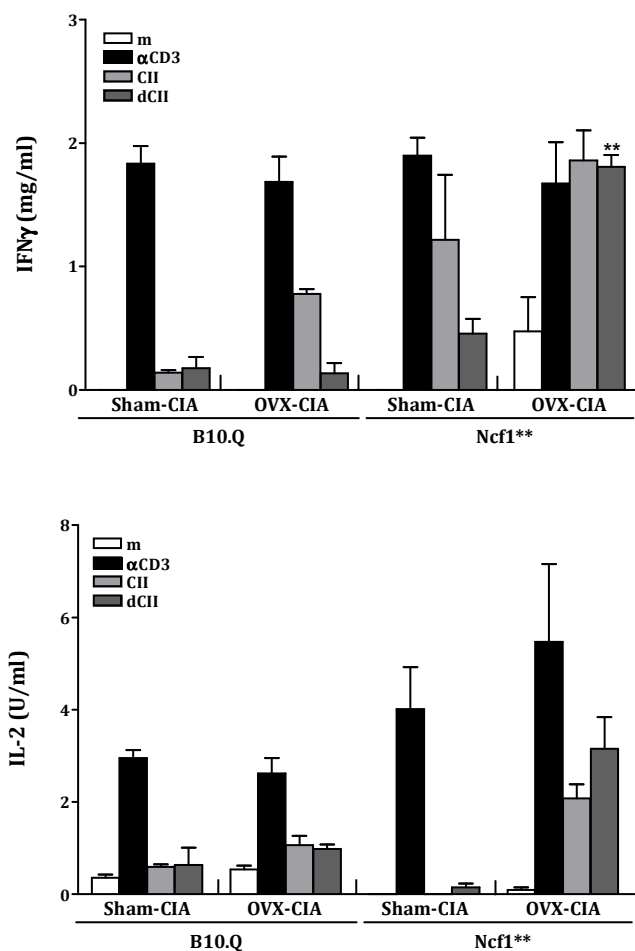 3
m
αCD3
CII
dCII
2
**
IFNγ (mg/ml)
1
0
Sham-CIA OVX-CIA Sham-CIA OVX-CIA
B10.Q Ncf1**
8
m
αCD3
CII
dCII
6
IL-2 (U/ml)
4
2
0
Sham-CIA OVX-CIA Sham-CIA OVX-CIA
B10.Q Ncf1**